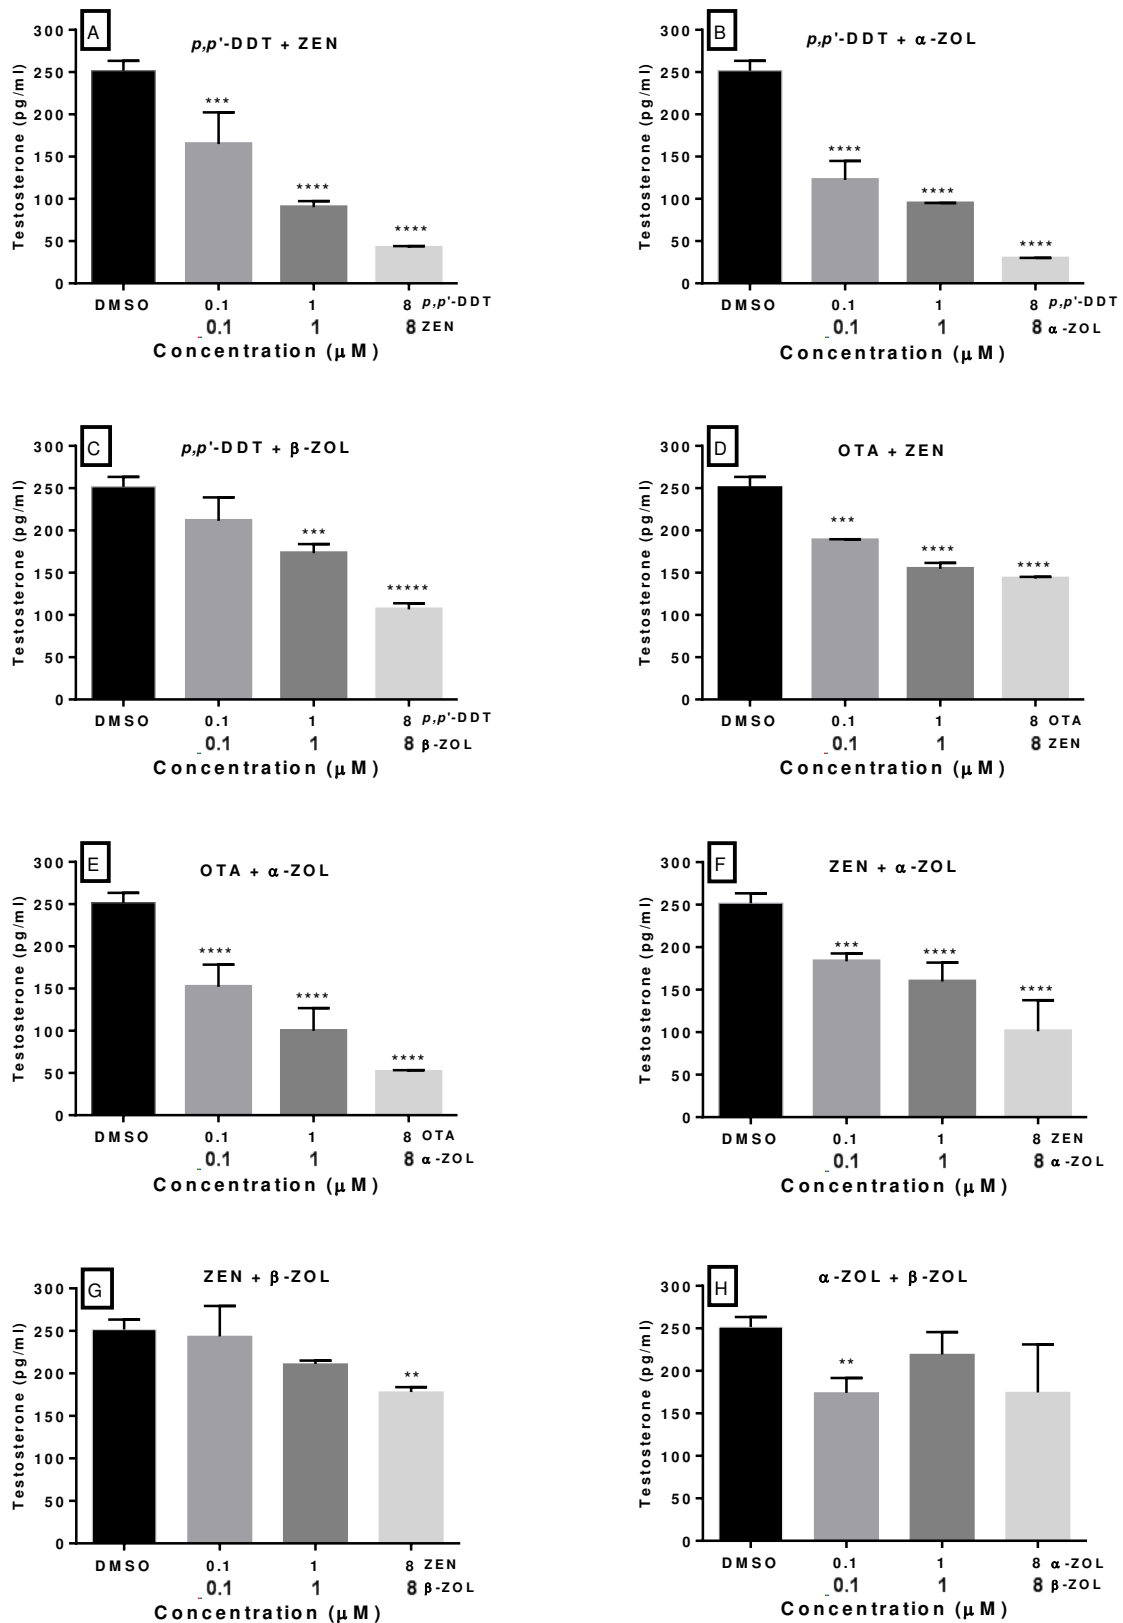 A
p,p'-DDT + ZEN
Testosterone (pg/ml)
300
250
200
150
100
50
0
***
****
****
DMSO 0.1 1 8 p,p'-DDT
0.1 1 8 ZEN
Concentration (μM)
B
p,p'-DDT + α-ZOL
Testosterone (pg/ml)
300
250
200
150
100
50
0
****
****
****
DMSO 0.1 1 8 p,p'-DDT
0.1 1 8 α-ZOL
Concentration (μM)
C
p,p'-DDT + β-ZOL
Testosterone (pg/ml)
300
250
200
150
100
50
0
***
*****
DMSO 0.1 1 8 p,p'-DDT
0.1 1 8 β-ZOL
Concentration (μM)
D
OTA + ZEN
Testosterone (pg/ml)
300
250
200
150
100
50
0
***
****
****
DMSO 0.1 1 8 OTA
0.1 1 8 ZEN
Concentration (μM)
E
OTA + α-ZOL
Testosterone (pg/ml)
300
250
200
150
100
50
0
****
****
****
DMSO 0.1 1 8 OTA
0.1 1 8 α-ZOL
Concentration (μM)
F
ZEN + α-ZOL
Testosterone (pg/ml)
300
250
200
150
100
50
0
***
****
****
DMSO 0.1 1 8 ZEN
0.1 1 8 α-ZOL
Concentration (μM)
G
ZEN + β-ZOL
Testosterone (pg/ml)
300
250
200
150
100
50
0
**
DMSO 0.1 1 8 ZEN
0.1 1 8 β-ZOL
Concentration (μM)
H
α-ZOL + β-ZOL
Testosterone (pg/ml)
300
250
200
150
100
50
0
**
DMSO 0.1 1 8 α-ZOL
0.1 1 8 β-ZOL
Concentration (μM)